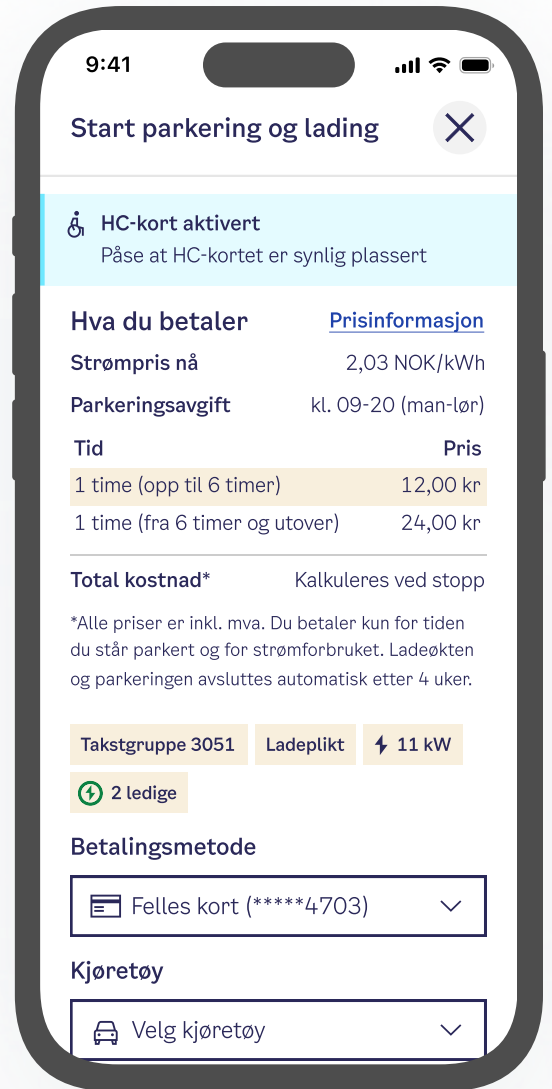 9:41
Start parkering og lading
HC-kort aktivert
Påse at HC-kortet er synlig plassert
Hva du betaler Prisinformasjon
Strømpris nå 2,03 NOK/kWh
Parkeringsavgift kl. 09-20 (man-lør)
Tid Pris
1 time (opp til 6 timer) 12,00 kr
1 time (fra 6 timer og utover) 24,00 kr
Total kostnad* Kalkuleres ved stopp
*Alle priser er inkl. mva. Du betaler kun for tiden
du står parkert og for strømforbruket. Ladeøkten
og parkeringen avsluttes automatisk etter 4 uker.
Takstgruppe 3051 Ladeplikt 11 kW
2 ledige
Betalingsmetode
Felles kort (*****4703)
Kjøretøy
Velg kjøretøy